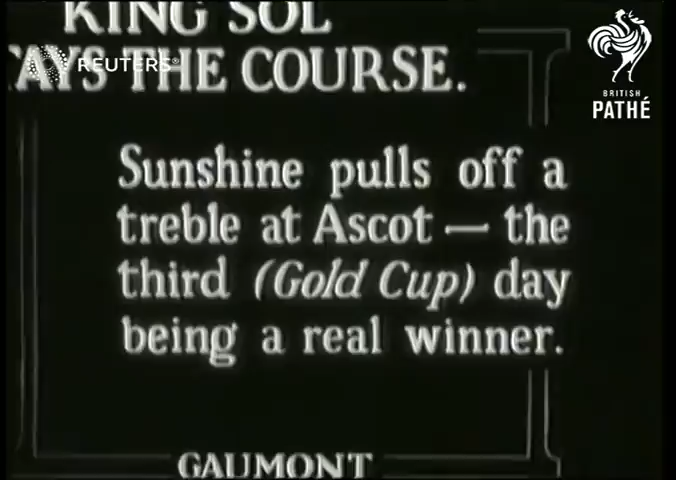 KING SOL
TAYS THE COURSE.
REUTERS
BRITISH
PATHÉ
Sunshine pulls off a
treble at Ascot — the
third (Gold Cup) day
being a real winner.
GAUMONT